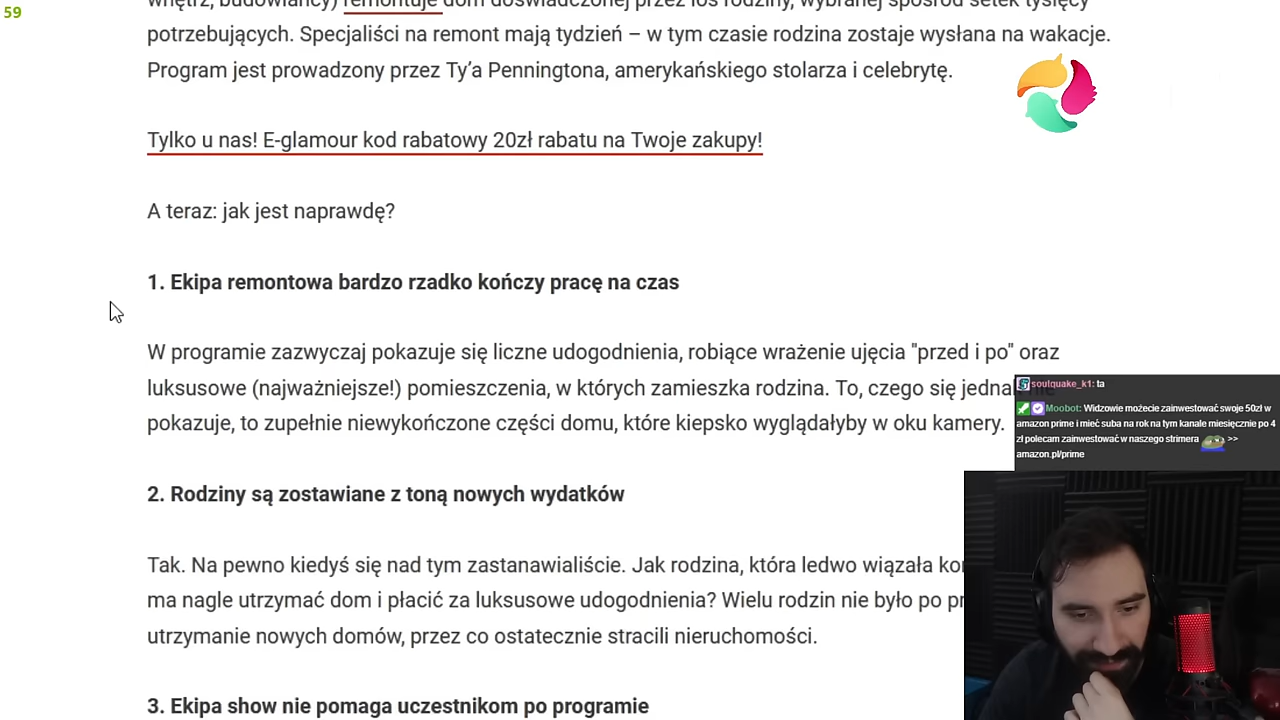 59
wnętrz, budowlańcy) remontuje dom doświadczonej przez los rodziny, wybranej spośród setek tysięcy
potrzebujących. Specjaliści na remont mają tydzień – w tym czasie rodzina zostaje wysłana na wakacje.
Program jest prowadzony przez Ty’a Penningtona, amerykańskiego stolarza i celebrytę.
Tylko u nas! E-glamour kod rabatowy 20zł rabatu na Twoje zakupy!
A teraz: jak jest naprawdę?
1. Ekipa remontowa bardzo rzadko kończy pracę na czas
W programie zazwyczaj pokazuje się liczne udogodnienia, robiące wrażenie ujęcia "przed i po" oraz
luksusowe (najważniejsze!) pomieszczenia, w których zamieszka rodzina. To, czego się jedna
pokazuje, to zupełnie niewykończone części domu, które kiepsko wyglądałyby w oku kamery.
2. Rodziny są zostawiane z toną nowych wydatków
Tak. Na pewno kiedyś się nad tym zastanawialiście. Jak rodzina, która ledwo wiązała ko
ma nagle utrzymać dom i płacić za luksusowe udogodnienia? Wielu rodzin nie było po p
utrzymanie nowych domów, przez co ostatecznie stracili nieruchomości.
3. Ekipa show nie pomaga uczestnikom po programie
soulquake_k1: ta
Moobot: Widzowie możecie zainwestować swoje 50zl w
amazon prime i mieć suba na rok na tym kanale miesięcznie po 4
zł polecam zainwestować w naszego strimera >>
amazon.pl/prime